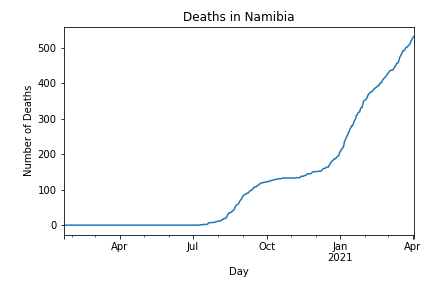 Deaths in Namibia
Number of Deaths
500
400
300
200
100
0
Apr
Jul
Oct
Jan
2021
Apr
Day